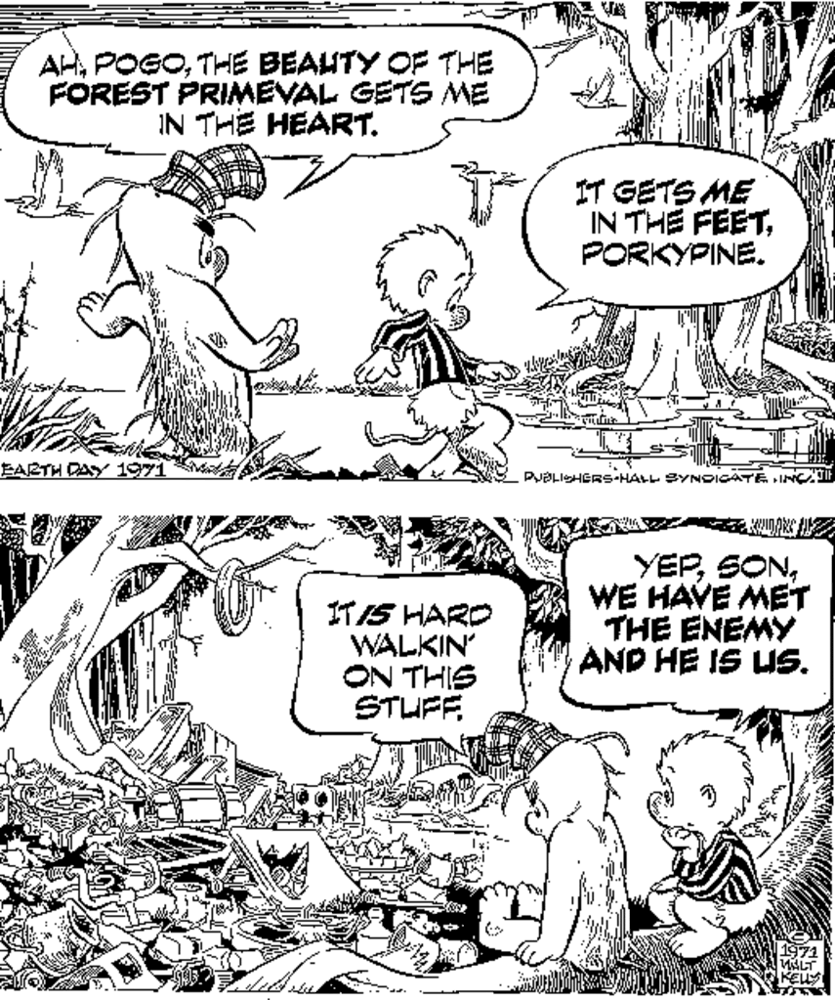 AH, POGO, THE BEAUTY OF THE
FOREST PRIMEVAL GETS ME
IN THE HEART.
IT GETS ME
IN THE FEET,
PORKYPINE.
EARTH DAY 1971
PUBLISHERS-HALL SYNDICATE, INC.
IT IS HARD
WALKIN'
ON THIS
STUFF.
YEP, SON,
WE HAVE MET
THE ENEMY
AND HE IS US.
©
1971
WALT
KELLY